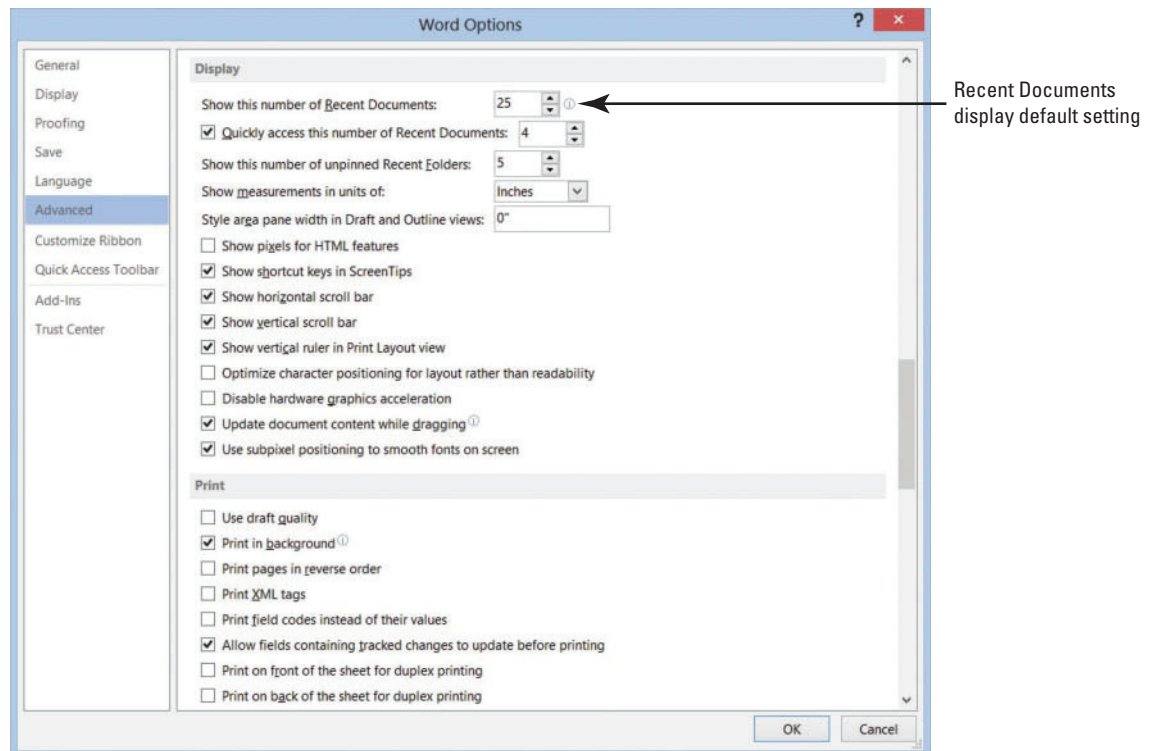 Word Options
?
×
General
Display
Proofing
Save
Language
Advanced
Customize Ribbon
Quick Access Toolbar
Add-Ins
Trust Center
Display
Show this number of Recent Documents: 25
Quickly access this number of Recent Documents: 4
Show this number of unpinned Recent Folders: 5
Show measurements in units of: Inches
Style area pane width in Draft and Outline views: 0"
Show pixels for HTML features
Show shortcut keys in ScreenTips
Show horizontal scroll bar
Show vertical scroll bar
Show vertical ruler in Print Layout view
Optimize character positioning for layout rather than readability
Disable hardware graphics acceleration
Update document content while dragging
Use subpixel positioning to smooth fonts on screen
Print
Use draft quality
Print in background
Print pages in reverse order
Print XML tags
Print field codes instead of their values
Allow fields containing tracked changes to update before printing
Print on front of the sheet for duplex printing
Print on back of the sheet for duplex printing
OK
Cancel
Recent Documents
display default setting